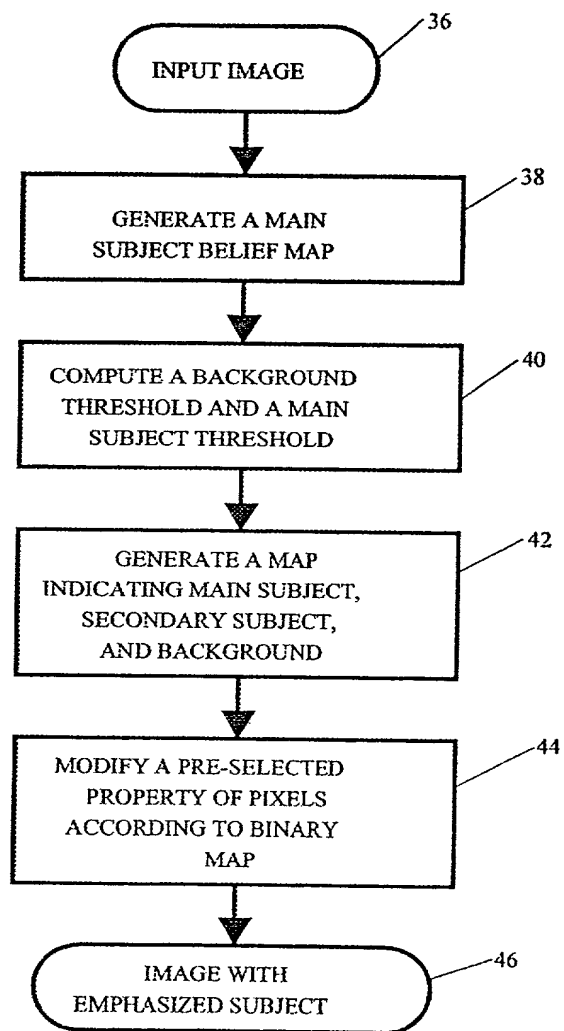 36
INPUT IMAGE
38
GENERATE A MAIN
SUBJECT BELIEF MAP
40
COMPUTE A BACKGROUND
THRESHOLD AND A MAIN
SUBJECT THRESHOLD
42
GENERATE A MAP
INDICATING MAIN SUBJECT,
SECONDARY SUBJECT,
AND BACKGROUND
44
MODIFY A PRE-SELECTED
PROPERTY OF PIXELS
ACCORDING TO BINARY
MAP
46
IMAGE WITH
EMPHASIZED SUBJECT